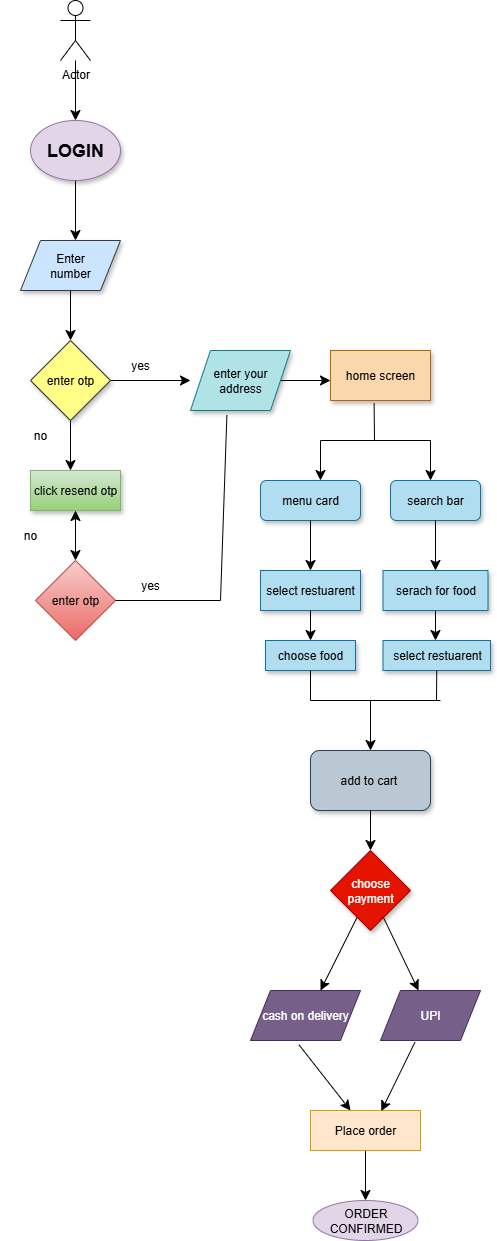 Actor
LOGIN
Enter
number
enter otp
yes
enter your
address
home screen
no
click resend otp
no
enter otp
yes
menu card
search bar
select restuarent
serach for food
choose food
select restuarent
add to cart
choose
payment
cash on delivery
UPI
Place order
ORDER
CONFIRMED